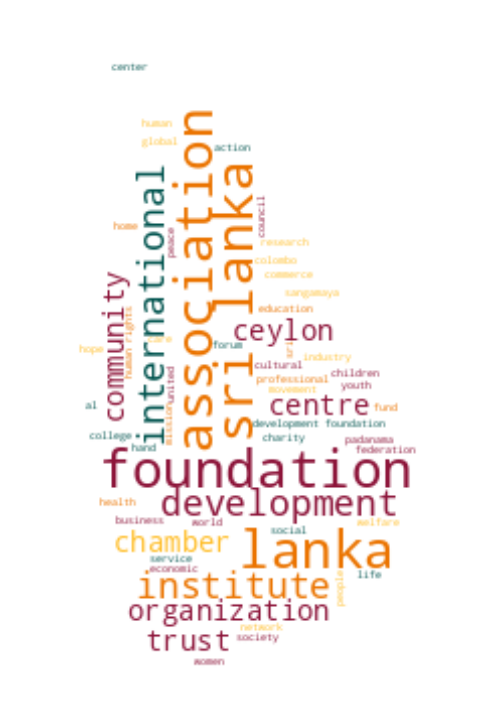 center
human
global
action
association
international
sri lanka
council
home
peace
research
colombo
commerce
community
sangamaya
human rights
education
ceylon
care
hope
forum
sri
industry
cultural
children
united
professional
youth
movement
mission
al
centre
fund
development foundation
college
charity
padanama
hand
federation
foundation
development
health
business
world
welfare
social
chamber
lanka
service
economic
life
institute
people
organization
network
trust
society
women